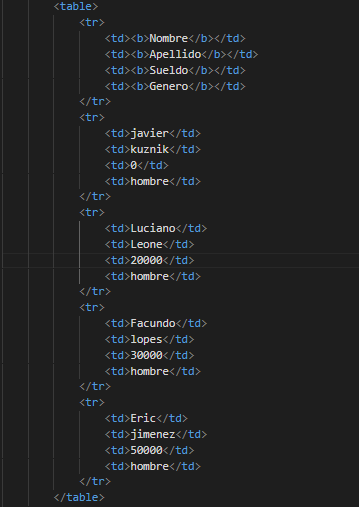 <table>
<tr>
<td><b>Nombre</b></td>
<td><b>Apellido</b></td>
<td><b>Sueldo</b></td>
<td><b>Genero</b></td>
</tr>
<tr>
<td>javier</td>
<td>kuznik</td>
<td>0</td>
<td>hombre</td>
</tr>
<tr>
<td>Luciano</td>
<td>Leone</td>
<td>20000</td>
<td>hombre</td>
</tr>
<tr>
<td>Facundo</td>
<td>lopes</td>
<td>30000</td>
<td>hombre</td>
</tr>
<tr>
<td>Eric</td>
<td>jimenez</td>
<td>50000</td>
<td>hombre</td>
</tr>
</table>